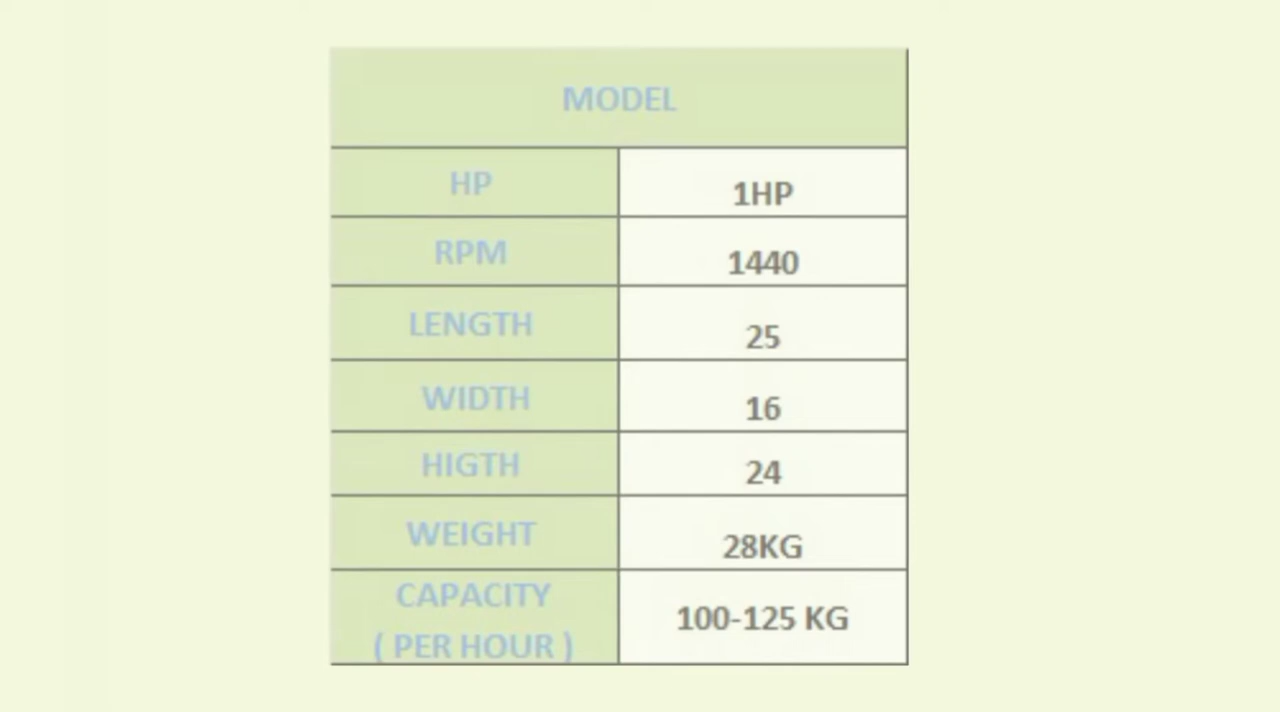 MODEL
HP 1HP
RPM 1440
LENGTH 25
WIDTH 16
HIGTH 24
WEIGHT 28KG
CAPACITY
( PER HOUR ) 100-125 KG